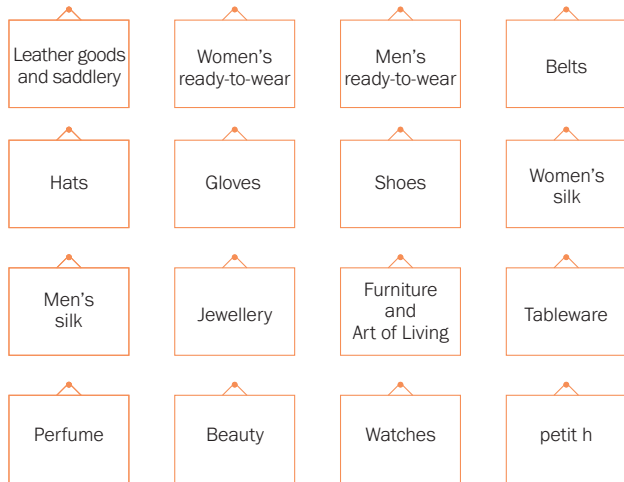 Leather goods
and saddlery
Women’s
ready-to-wear
Men’s
ready-to-wear
Belts
Hats
Gloves
Shoes
Women’s
silk
Men’s
silk
Jewellery
Furniture
and
Art of Living
Tableware
Perfume
Beauty
Watches
petit h